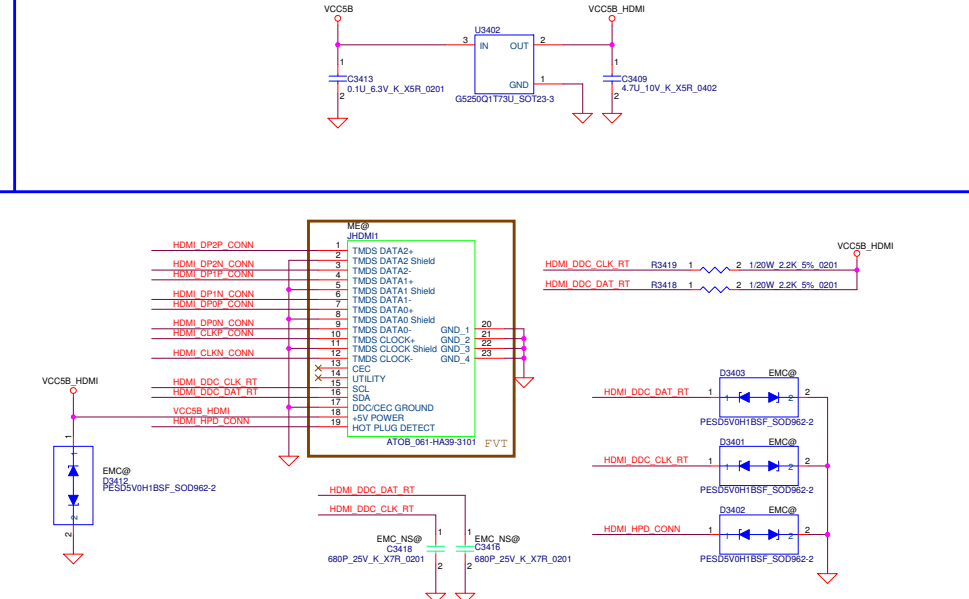 VCC5B
VCC5B_HDMI
U3402
3 IN OUT 2
1
C3413
0.1U_6.3V_K_X5R_0201
2
GND 1
G5250Q1T73U_SOT23-3
1
C3409
4.7U_10V_K_X5R_0402
2
ME@
JHDMI1
HDMI_DP2P_CONN 1 TMDS DATA2+
2 TMDS DATA2 Shield
HDMI_DP2N_CONN 3 TMDS DATA2-
HDMI_DP1P_CONN 4 TMDS DATA1+
5 TMDS DATA1 Shield
HDMI_DP1N_CONN 6 TMDS DATA1-
HDMI_DP0P_CONN 7 TMDS DATA0+
8 TMDS DATA0 Shield
HDMI_DP0N_CONN 9 TMDS DATA0- GND_1 20
HDMI_CLKP_CONN 10 TMDS CLOCK+ GND_2 21
11 TMDS CLOCK Shield GND_3 22
HDMI_CLKN_CONN 12 TMDS CLOCK- GND_4 23
13 CEC
14 UTILITY
HDMI_DDC_CLK_RT 15 SCL
HDMI_DDC_DAT_RT 16 SDA
17 DDC/CEC GROUND
VCC5B_HDMI 18 +5V POWER
HDMI_HPD_CONN 19 HOT PLUG DETECT
ATOB_061-HA39-3101 FVT
VCC5B_HDMI
HDMI_DDC_CLK_RT R3419 1 2 1/20W_2.2K_5%_0201
HDMI_DDC_DAT_RT R3418 1 2 1/20W_2.2K_5%_0201
VCC5B_HDMI
1
1
EMC@
D3412
PESD5V0H1BSF_SOD962-2
2
2
D3403 EMC@
HDMI_DDC_DAT_RT 1 1 2 2
PESD5V0H1BSF_SOD962-2
D3401 EMC@
HDMI_DDC_CLK_RT 1 1 2 2
PESD5V0H1BSF_SOD962-2
D3402 EMC@
HDMI_HPD_CONN 1 1 2 2
PESD5V0H1BSF_SOD962-2
HDMI_DDC_DAT_RT
HDMI_DDC_CLK_RT
EMC_NS@ 1
C3418
680P_25V_K_X7R_0201
2
1 EMC_NS@
C3416
680P_25V_K_X7R_0201
2